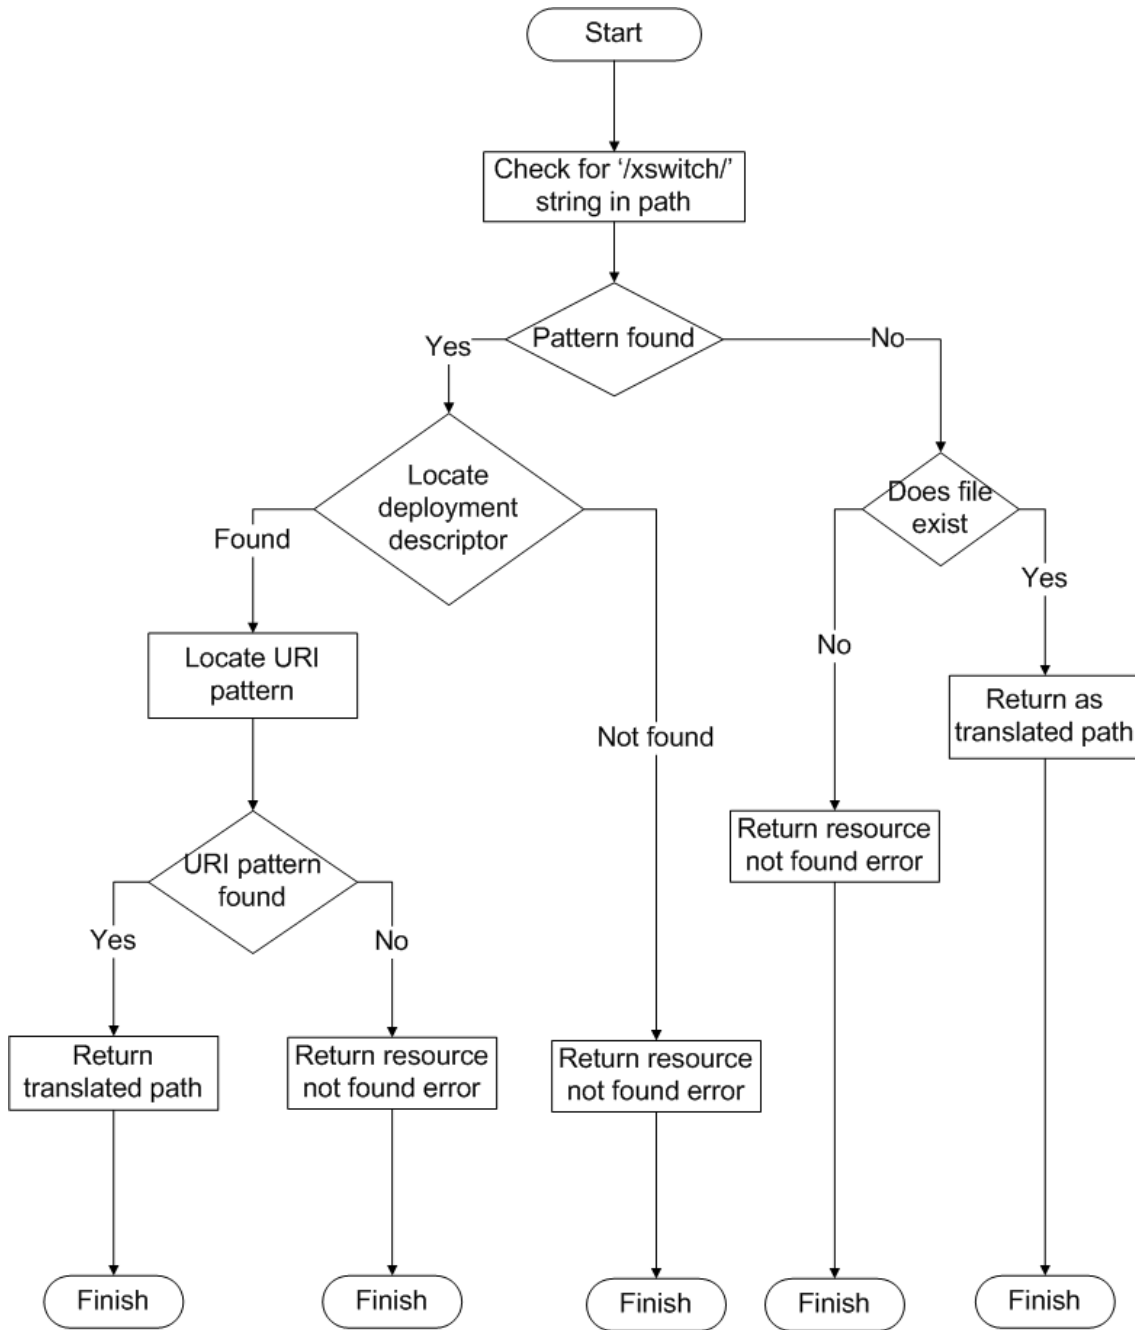 Start
Check for ‘/xswitch/’
string in path
Pattern found
Yes
No
Locate
deployment
descriptor
Does file
exist
Found
Yes
No
Locate URI
pattern
Return as
translated path
Not found
Return resource
not found error
URI pattern
found
Yes
No
Return
translated path
Return resource
not found error
Return resource
not found error
Finish
Finish
Finish
Finish
Finish